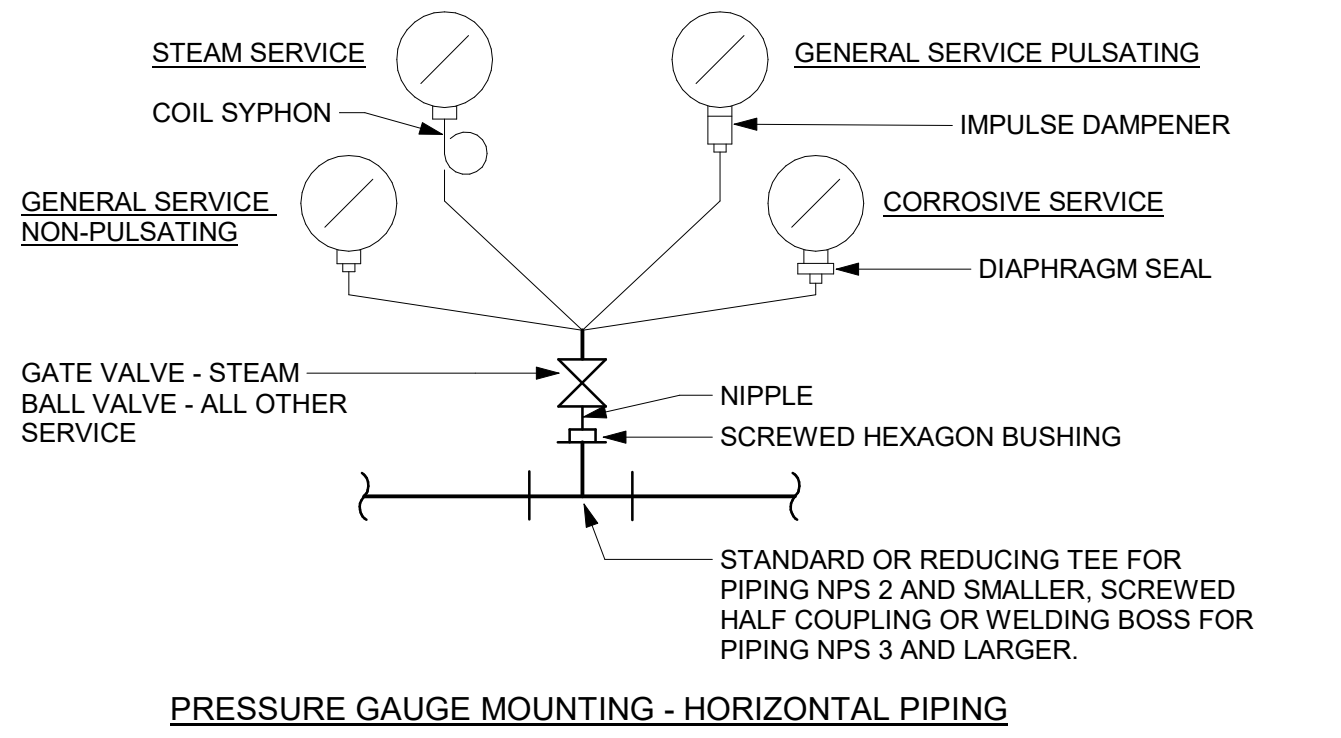 STEAM SERVICE
GENERAL SERVICE PULSATING
COIL SYPHON
IMPULSE DAMPENER
GENERAL SERVICE
NON-PULSATING
CORROSIVE SERVICE
DIAPHRAGM SEAL
GATE VALVE - STEAM
BALL VALVE - ALL OTHER
SERVICE
NIPPLE
SCREWED HEXAGON BUSHING
STANDARD OR REDUCING TEE FOR
PIPING NPS 2 AND SMALLER, SCREWED
HALF COUPLING OR WELDING BOSS FOR
PIPING NPS 3 AND LARGER.
PRESSURE GAUGE MOUNTING - HORIZONTAL PIPING